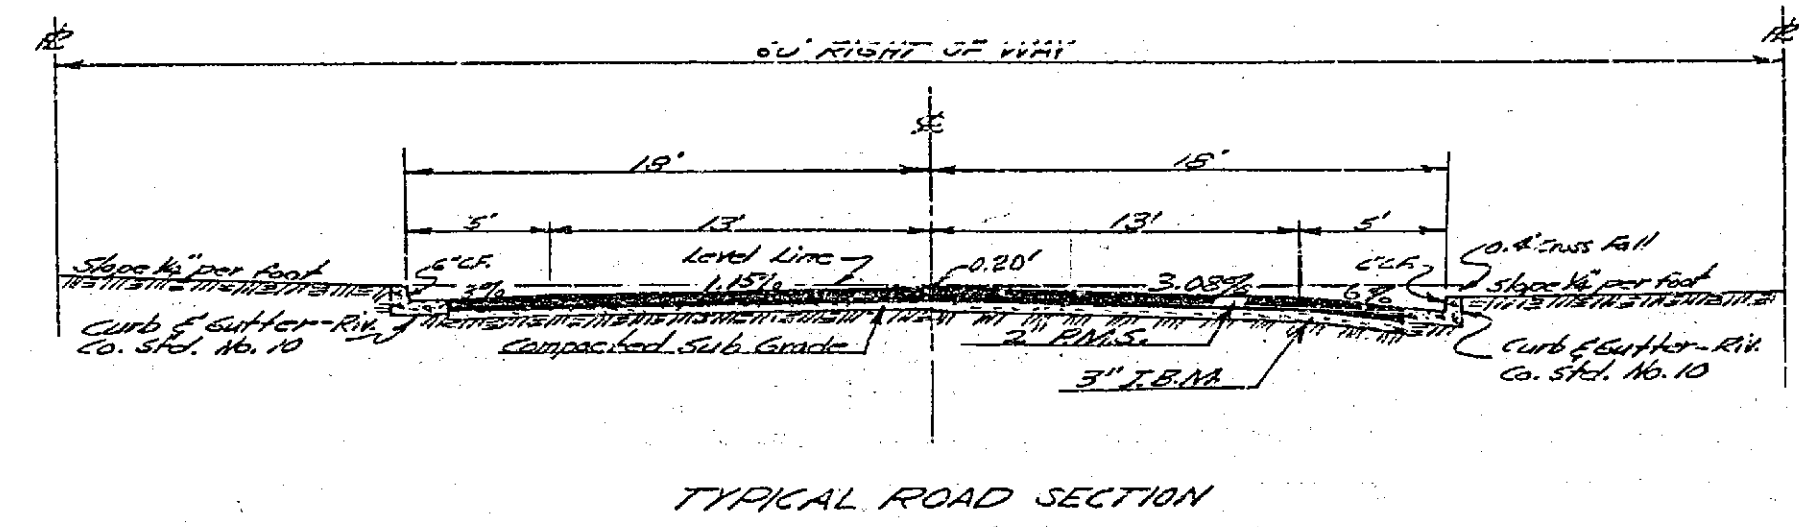 60' RIGHT OF WAY
18'
18'
5'
13'
13'
5'
Level Line
0.20'
0.4' Cross Fall
Slope 1/4" per Foot
6" C.F.
1.15%
3.08%
6" C.F.
6%
Slope 1/4" per Foot
Curb & Gutter-Riv.
Co. Std. No. 10
Compacted Sub Grade
2" P.M.S.
3" I.B.M.
Curb & Gutter-Riv.
Co. Std. No. 10
TYPICAL ROAD SECTION